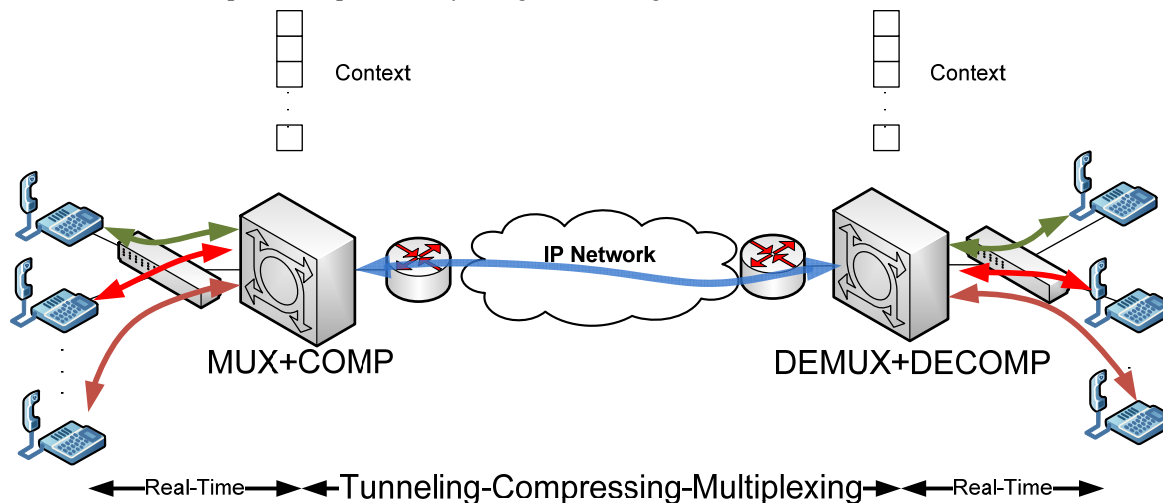 Context
Context
IP Network
MUX+COMP
DEMUX+DECOMP
Real-Time
Tunneling-Compressing-Multiplexing
Real-Time